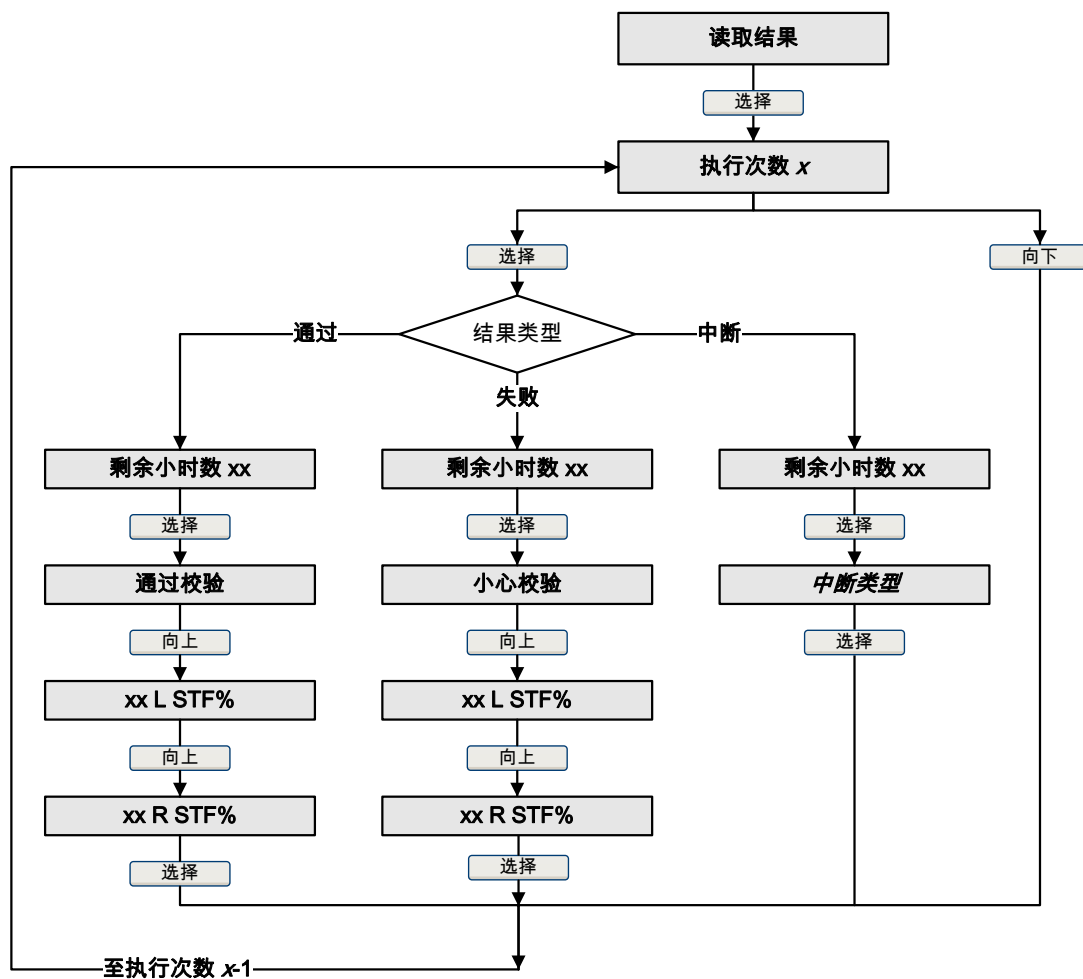 读取结果
选择
执行次数 x
选择
向下
结果类型
通过
中断
失败
剩余小时数 xx
剩余小时数 xx
剩余小时数 xx
选择
选择
选择
通过校验
小心校验
中断类型
向上
向上
选择
xx L STF%
xx L STF%
向上
向上
xx R STF%
xx R STF%
选择
选择
至执行次数 x-1